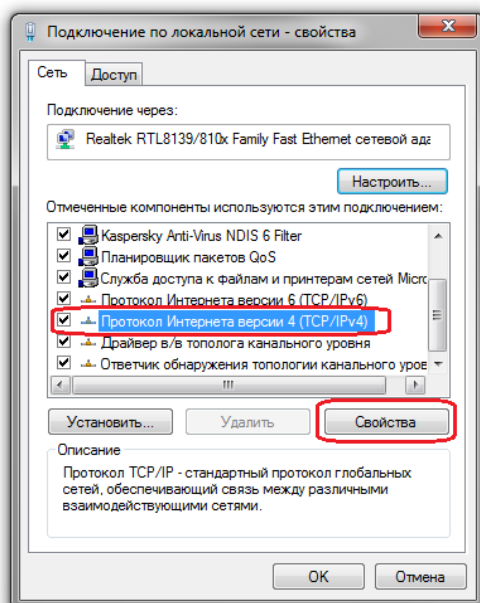 Подключение по локальной сети - свойства
Сеть Доступ
Подключение через:
Realtek RTL8139/810x Family Fast Ethernet сетевой ада
Настроить...
Отмеченные компоненты используются этим подключением:
Kaspersky Anti-Virus NDIS 6 Filter
Планировщик пакетов QoS
Служба доступа к файлам и принтерам сетей Micro
Протокол Интернета версии 6 (TCP/IPv6)
Протокол Интернета версии 4 (TCP/IPv4)
Драйвер в/в тополога канального уровня
Ответчик обнаружения топологии канального уров
Установить... Удалить Свойства
Описание
Протокол TCP/IP - стандартный протокол глобальных
сетей, обеспечивающий связь между различными
взаимодействующими сетями.
OK Отмена